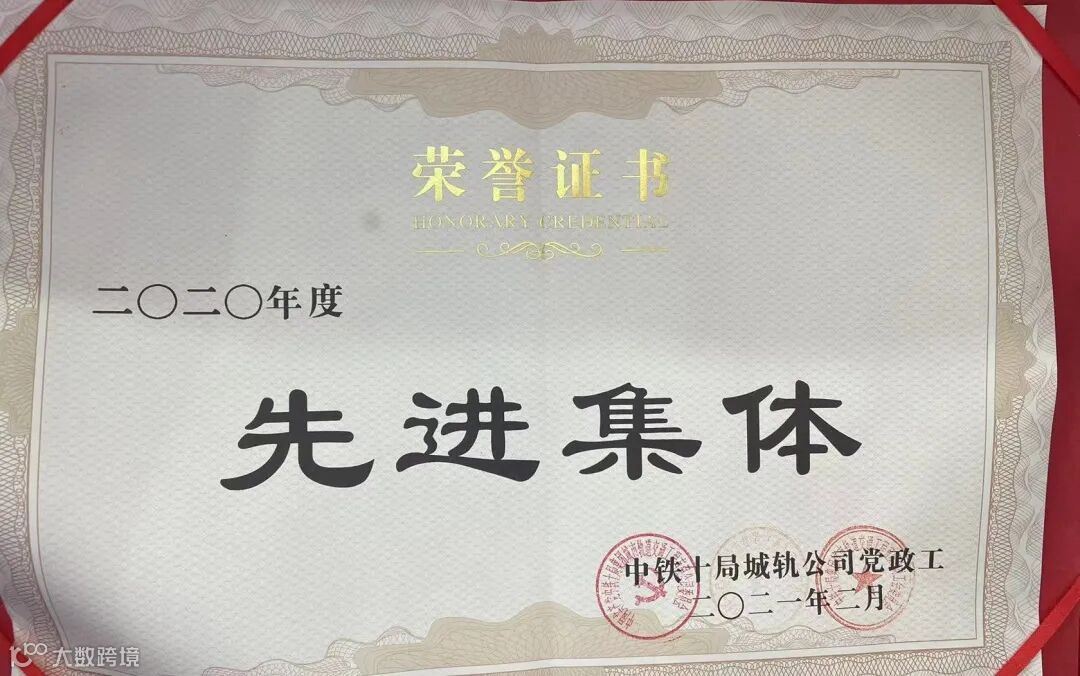 荣誉证书
HONORARY CREDENTIAL
二〇二〇年度
先进集体
中铁十局城轨公司党政工
二〇二一年二月
大数跨境